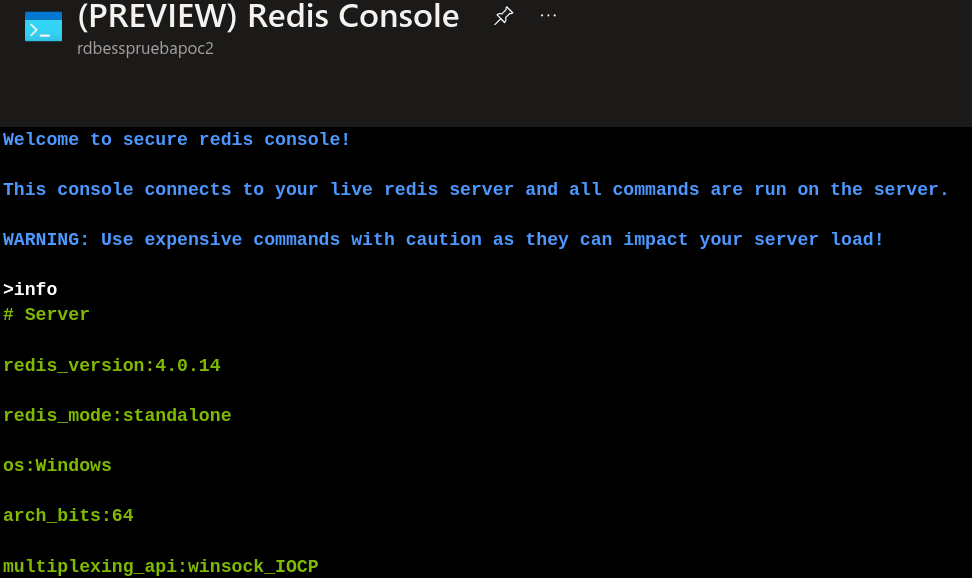 (PREVIEW) Redis Console
rdbesspruebapoc2
Welcome to secure redis console!
This console connects to your live redis server and all commands are run on the server.
WARNING: Use expensive commands with caution as they can impact your server load!
>info
# Server
redis_version:4.0.14
redis_mode:standalone
os:Windows
arch_bits:64
multiplexing_api:winsock_IOCP